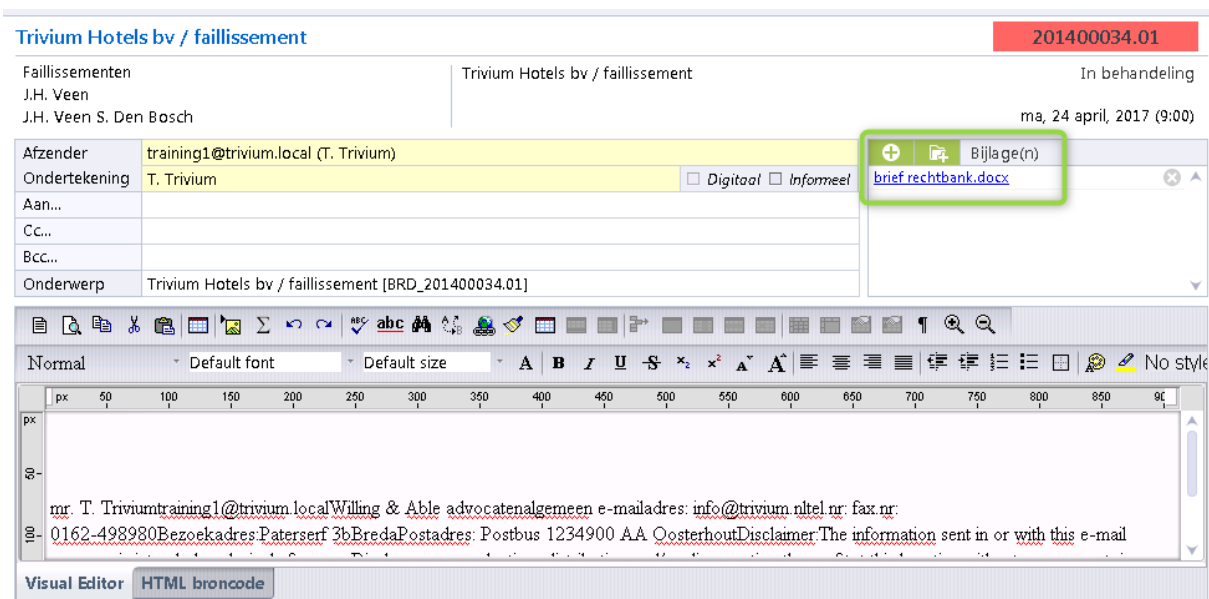 Trivium Hotels bv / faillissement 201400034.01
Faillissementen Trivium Hotels bv / faillissement In behandeling
J.H. Veen
J.H. Veen S. Den Bosch ma, 24 april, 2017 (9:00)
Afzender training1@trivium.local (T. Trivium) Bijlage(n)
Ondertekening T. Trivium Digitaal Informeel brief rechtbank.docx
Aan...
Cc...
Bcc...
Onderwerp Trivium Hotels bv / faillissement [BRD_201400034.01]
Normal Default font Default size No style
px 50 100 150 200 250 300 350 400 450 500 550 600 650 700 750 800 850
px
50
mr. T. Triviumtraining1@trivium.localWilling & Able advocatenalgemeen e-mailadres: info@trivium.nltel.nr: fax.nr:
100 0162-498980Bezoekadres:Paterserf 3bBredaPostadres: Postbus 1234900 AA OosterhoutDisclaimer:The information sent in or with this e-mail
Visual Editor HTML broncode